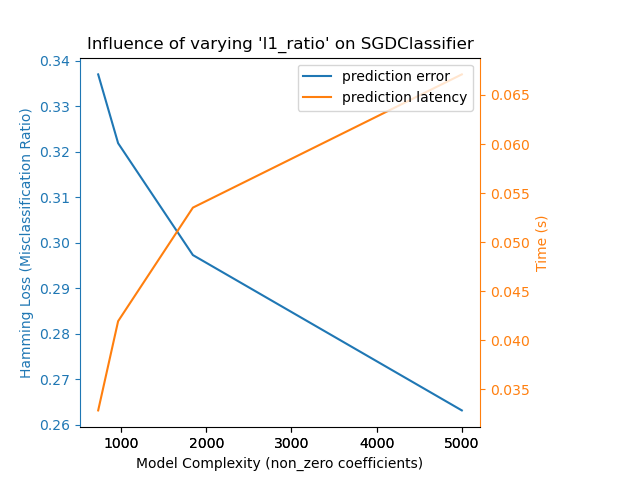 Influence of varying 'l1_ratio' on SGDClassifier
prediction error
prediction latency
Hamming Loss (Misclassification Ratio)
0.34
0.33
0.32
0.31
0.30
0.29
0.28
0.27
0.26
0.065
0.060
0.055
0.050
0.045
0.040
0.035
Time (s)
1000 2000 3000 4000 5000
Model Complexity (non_zero coefficients)